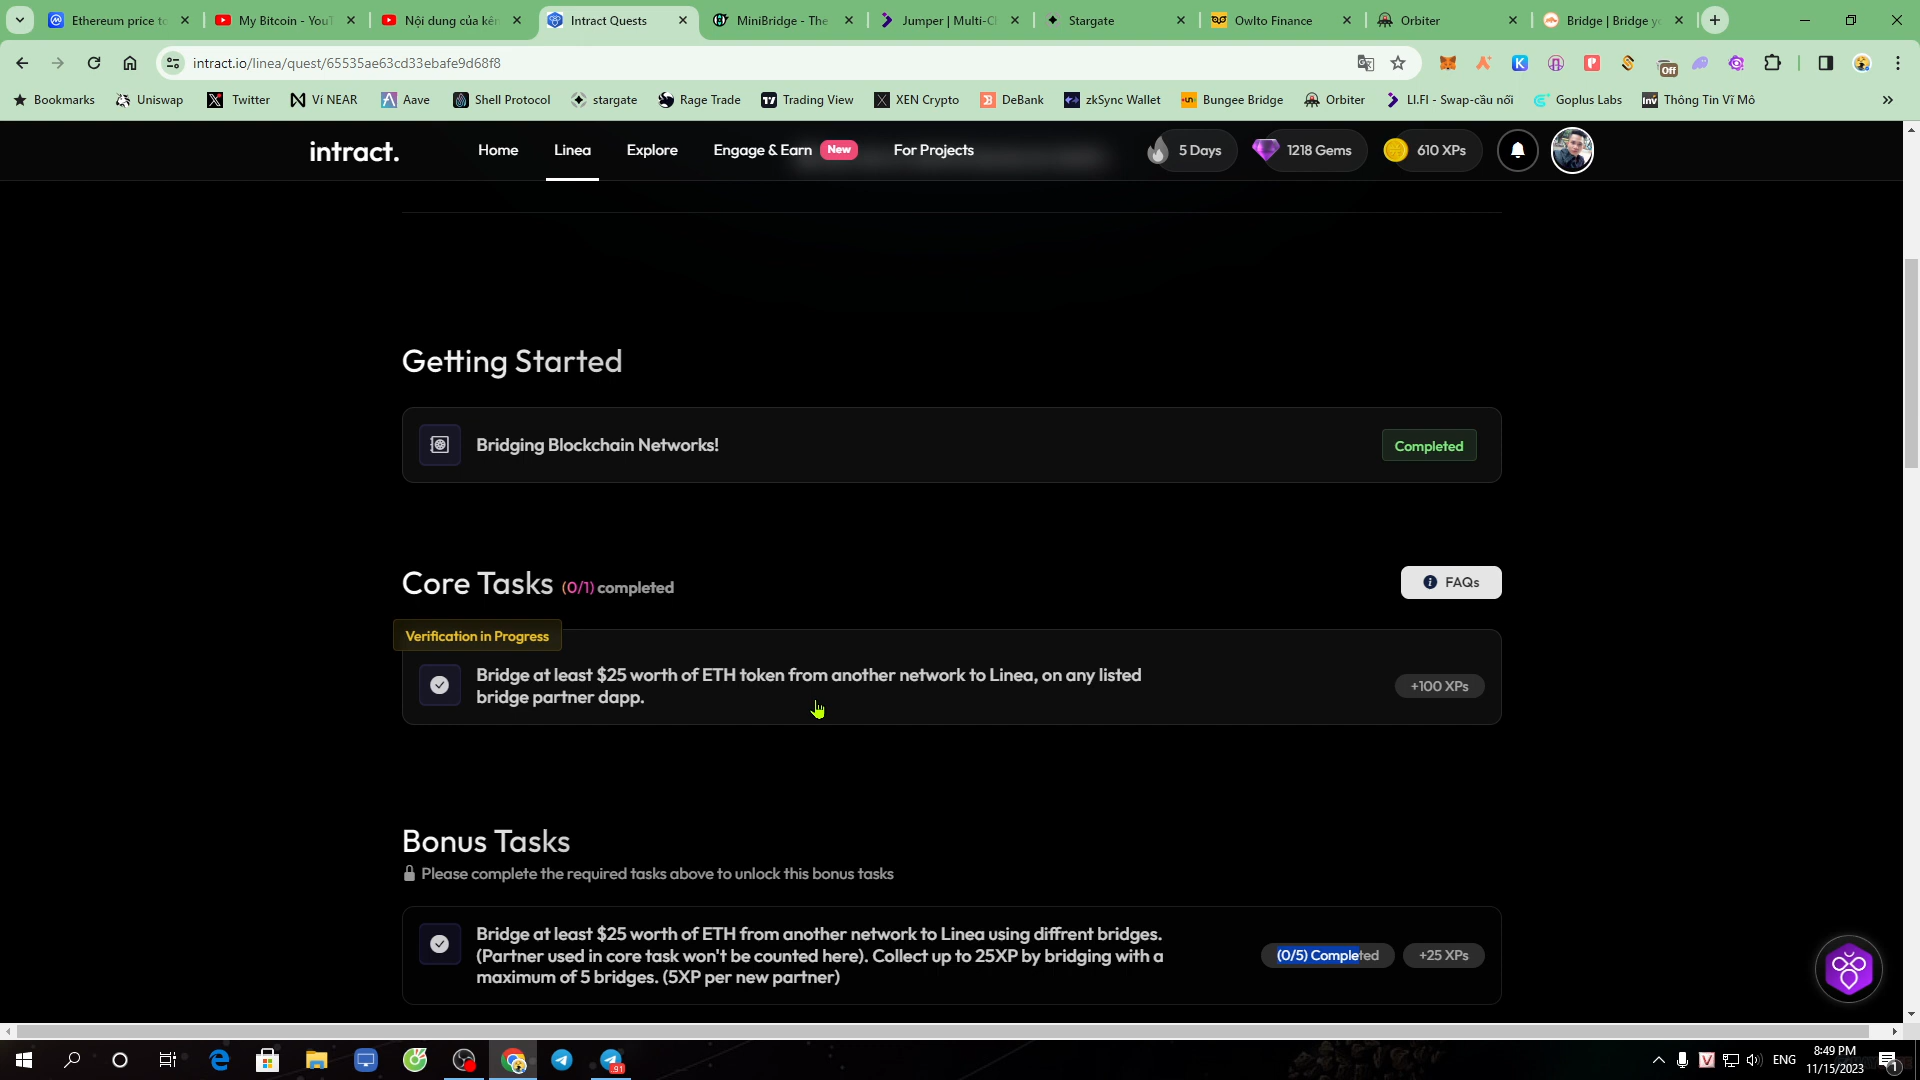 Ethereum price to
My Bitcoin - YouT
Nội dung của kên
Intract Quests
MiniBridge - The
Jumper | Multi-Cl
Stargate
Owlto Finance
Orbiter
Bridge | Bridge yo
intract.io/linea/quest/65535ae63cd33ebafe9d68f8
Off
Bookmarks
Uniswap
Twitter
Ví NEAR
Aave
Shell Protocol
stargate
Rage Trade
Trading View
XEN Crypto
DeBank
zkSync Wallet
Bungee Bridge
Orbiter
LI.FI - Swap-cầu nối
Goplus Labs
Thông Tin Vĩ Mô
intract.
Home
Linea
Explore
Engage & Earn New
For Projects
5 Days
1218 Gems
610 XPs
Getting Started
Bridging Blockchain Networks!
Completed
Core Tasks (0/1) completed
FAQs
Verification in Progress
Bridge at least $25 worth of ETH token from another network to Linea, on any listed
bridge partner dapp.
+100 XPs
Bonus Tasks
Please complete the required tasks above to unlock this bonus tasks
Bridge at least $25 worth of ETH from another network to Linea using diffrent bridges.
(Partner used in core task won't be counted here). Collect up to 25XP by bridging with a
maximum of 5 bridges. (5XP per new partner)
(0/5) Completed
+25 XPs
91
ENG
8:49 PM
11/15/2023
1